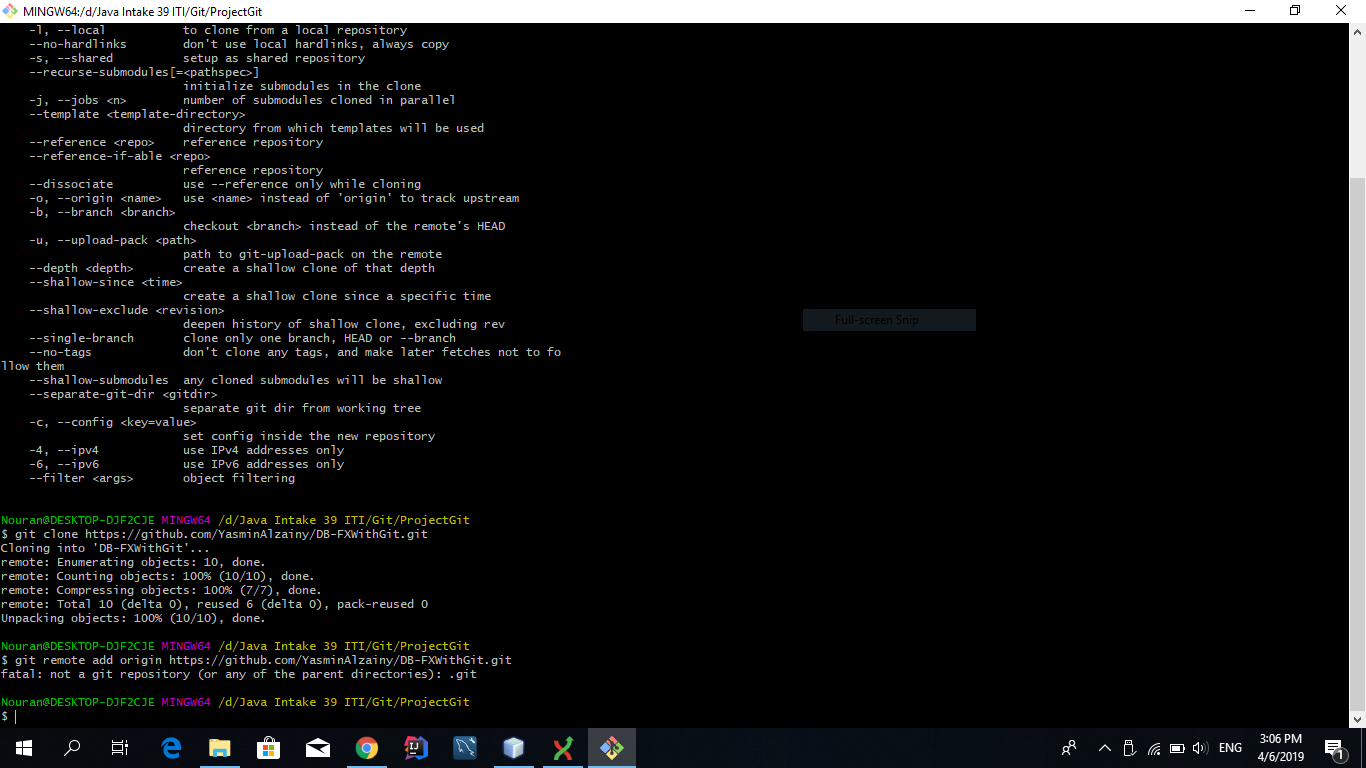 MINGW64:/d/Java Intake 39 ITI/Git/ProjectGit
-l, --local to clone from a local repository
--no-hardlinks don't use local hardlinks, always copy
-s, --shared setup as shared repository
--recurse-submodules[=<pathspec>]
initialize submodules in the clone
-j, --jobs <n> number of submodules cloned in parallel
--template <template-directory>
directory from which templates will be used
--reference <repo> reference repository
--reference-if-able <repo>
reference repository
--dissociate use --reference only while cloning
-o, --origin <name> use <name> instead of 'origin' to track upstream
-b, --branch <branch>
checkout <branch> instead of the remote's HEAD
-u, --upload-pack <path>
path to git-upload-pack on the remote
--depth <depth> create a shallow clone of that depth
--shallow-since <time>
create a shallow clone since a specific time
--shallow-exclude <revision>
deepen history of shallow clone, excluding rev
--single-branch clone only one branch, HEAD or --branch
--no-tags don't clone any tags, and make later fetches not to fo
llow them
--shallow-submodules any cloned submodules will be shallow
--separate-git-dir <gitdir>
separate git dir from working tree
-c, --config <key=value>
set config inside the new repository
-4, --ipv4 use IPv4 addresses only
-6, --ipv6 use IPv6 addresses only
--filter <args> object filtering
Full-screen Snip
Nouran@DESKTOP-DJF2CJE MINGW64 /d/Java Intake 39 ITI/Git/ProjectGit
$ git clone https://github.com/YasminAlzainy/DB-FXWithGit.git
Cloning into 'DB-FXWithGit'...
remote: Enumerating objects: 10, done.
remote: Counting objects: 100% (10/10), done.
remote: Compressing objects: 100% (7/7), done.
remote: Total 10 (delta 0), reused 6 (delta 0), pack-reused 0
Unpacking objects: 100% (10/10), done.
Nouran@DESKTOP-DJF2CJE MINGW64 /d/Java Intake 39 ITI/Git/ProjectGit
$ git remote add origin https://github.com/YasminAlzainy/DB-FXWithGit.git
fatal: not a git repository (or any of the parent directories): .git
Nouran@DESKTOP-DJF2CJE MINGW64 /d/Java Intake 39 ITI/Git/ProjectGit
$
ENG
3:06 PM
4/6/2019
1